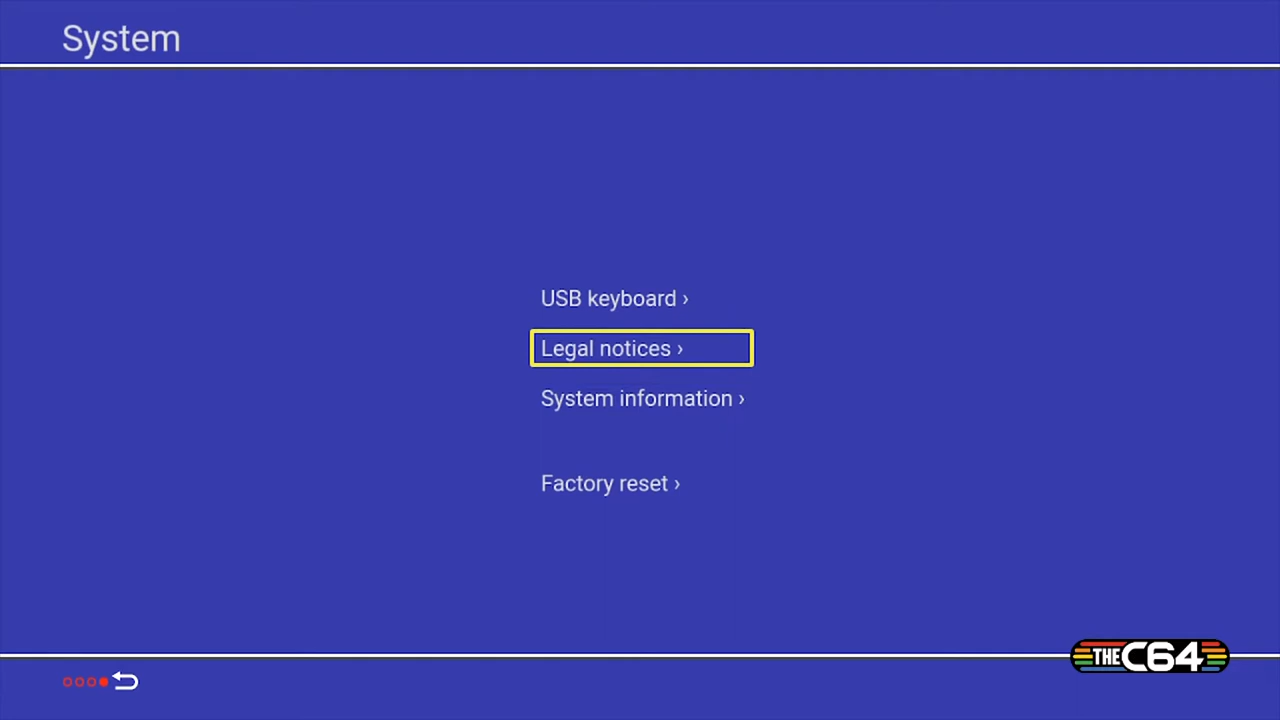 System
USB keyboard ›
Legal notices ›
System information ›
Factory reset ›
THEC64